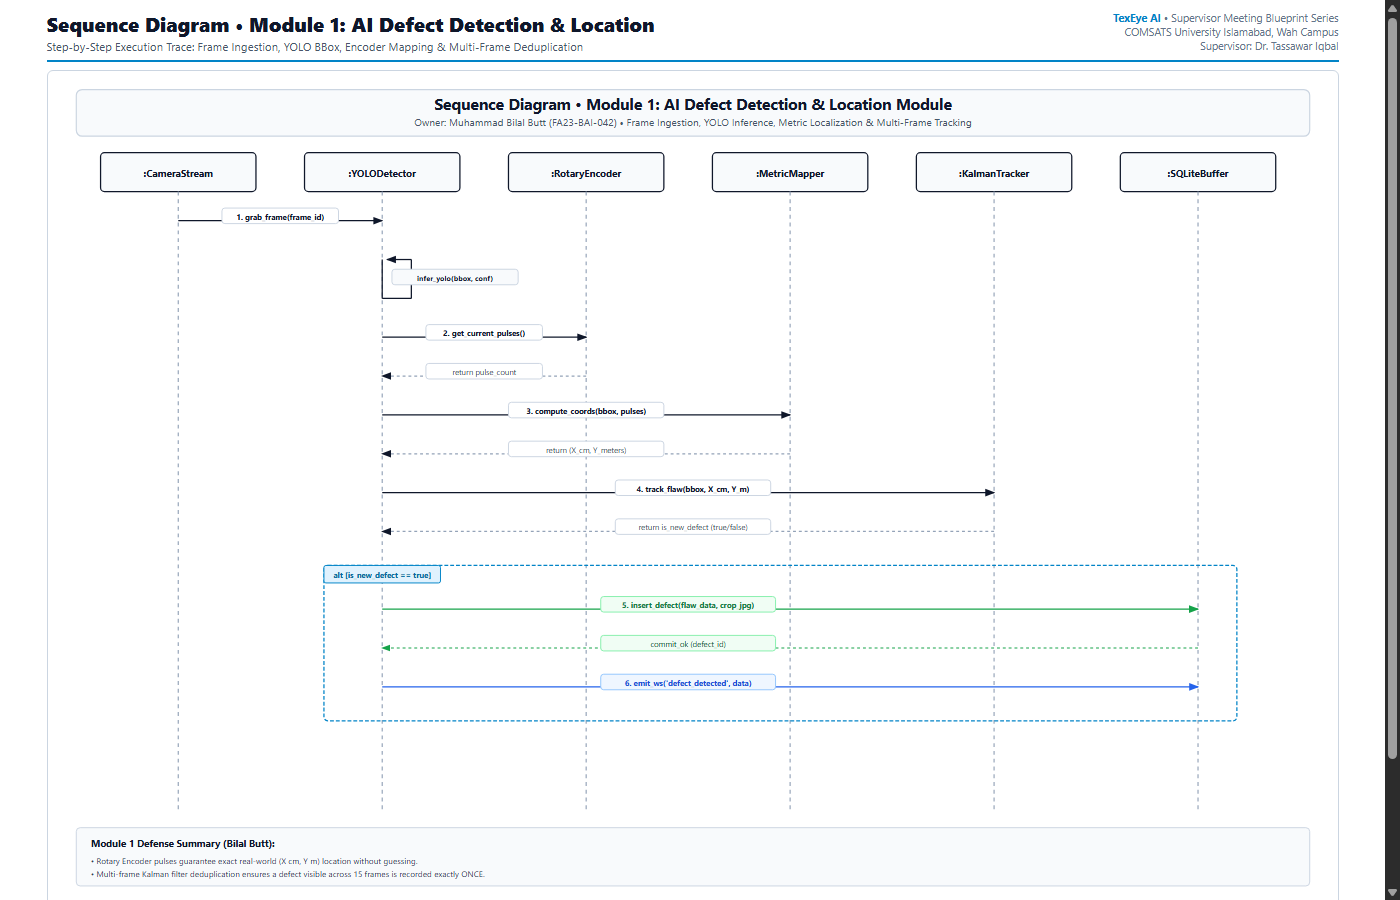 Sequence Diagram • Module 1: AI Defect Detection & Location
Step-by-Step Execution Trace: Frame Ingestion, YOLO BBox, Encoder Mapping & Multi-Frame Deduplication
TexEye AI • Supervisor Meeting Blueprint Series
COMSATS University Islamabad, Wah Campus
Supervisor: Dr. Tassawar Iqbal
Sequence Diagram • Module 1: AI Defect Detection & Location Module
Owner: Muhammad Bilal Butt (FA23-BAI-042) • Frame Ingestion, YOLO Inference, Metric Localization & Multi-Frame Tracking
:CameraStream
:YOLODetector
:RotaryEncoder
:MetricMapper
:KalmanTracker
:SQLiteBuffer
1. grab_frame(frame_id)
infer_yolo(bbox, conf)
2. get_current_pulses()
return pulse_count
3. compute_coords(bbox, pulses)
return (X_cm, Y_meters)
4. track_flaw(bbox, X_cm, Y_m)
return is_new_defect (true/false)
alt [is_new_defect == true]
5. insert_defect(flaw_data, crop_jpg)
commit_ok (defect_id)
6. emit_ws('defect_detected', data)
Module 1 Defense Summary (Bilal Butt):
• Rotary Encoder pulses guarantee exact real-world (X cm, Y m) location without guessing.
• Multi-frame Kalman filter deduplication ensures a defect visible across 15 frames is recorded exactly ONCE.